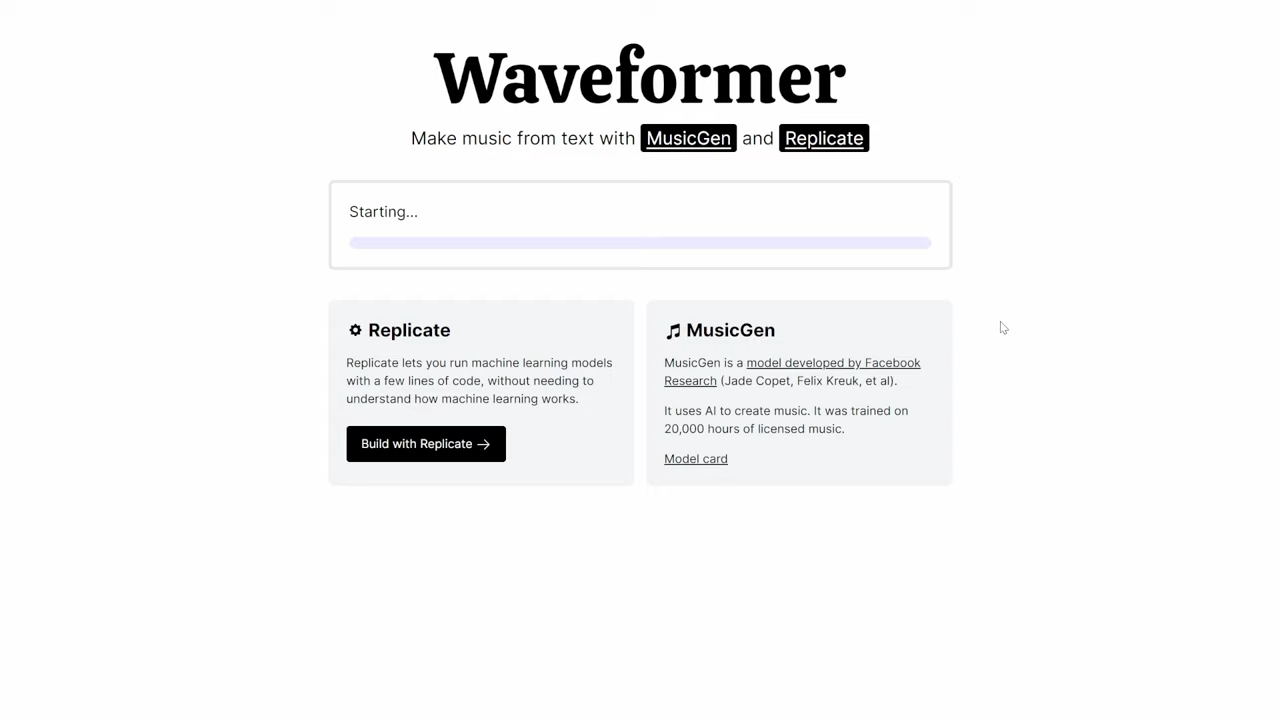 Waveformer
Make music from text with MusicGen and Replicate
Starting...
Replicate
Replicate lets you run machine learning models
with a few lines of code, without needing to
understand how machine learning works.
Build with Replicate →
MusicGen
MusicGen is a model developed by Facebook
Research (Jade Copet, Felix Kreuk, et al).
It uses AI to create music. It was trained on
20,000 hours of licensed music.
Model card